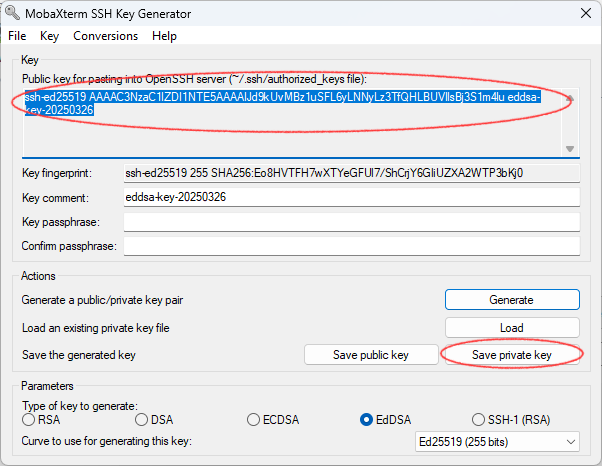 MobaXterm SSH Key Generator
File Key Conversions Help
Key
Public key for pasting into OpenSSH server (~/.ssh/authorized_keys file):
ssh-ed25519 AAAAC3NzaC1lZDI1NTE5AAAAIJd9kUvMBz1uSFL6yLNNyLz3TfQHLBUVllsBj3S1m4lu eddsa-
key-20250326
Key fingerprint: ssh-ed25519 255 SHA256:Eo8HVTFH7wXTYeGFUl7/ShCrjY6GliUZXA2WTP3bKj0
Key comment: eddsa-key-20250326
Key passphrase:
Confirm passphrase:
Actions
Generate a public/private key pair Generate
Load an existing private key file Load
Save the generated key Save public key Save private key
Parameters
Type of key to generate:
RSA DSA ECDSA EdDSA SSH-1 (RSA)
Curve to use for generating this key: Ed25519 (255 bits)